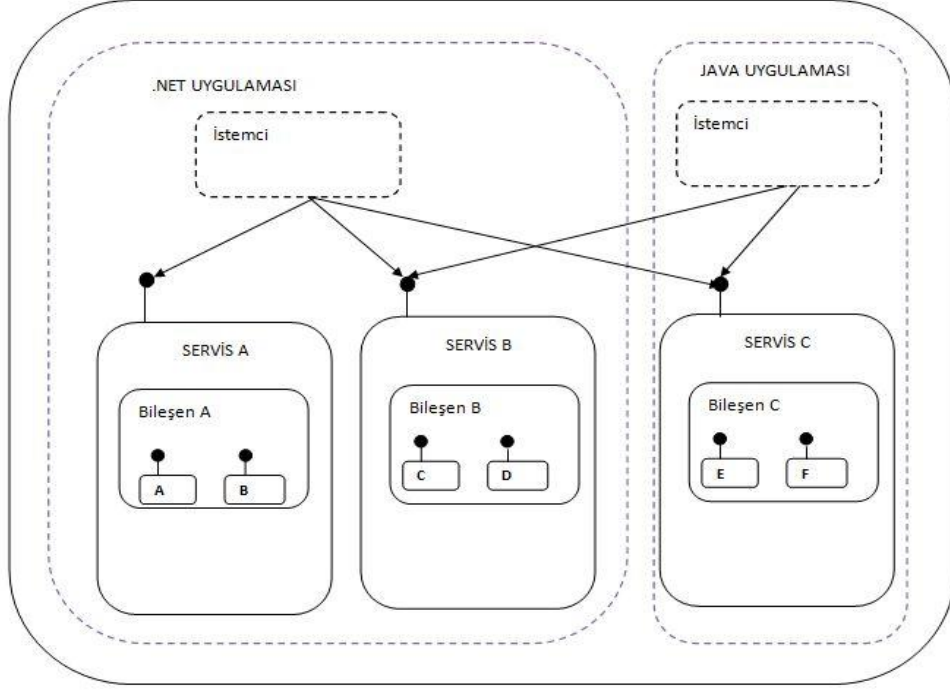 .NET UYGULAMASI
İstemci
JAVA UYGULAMASI
İstemci
SERVİS A
Bileşen A
A
B
SERVİS B
Bileşen B
C
D
SERVİS C
Bileşen C
E
F